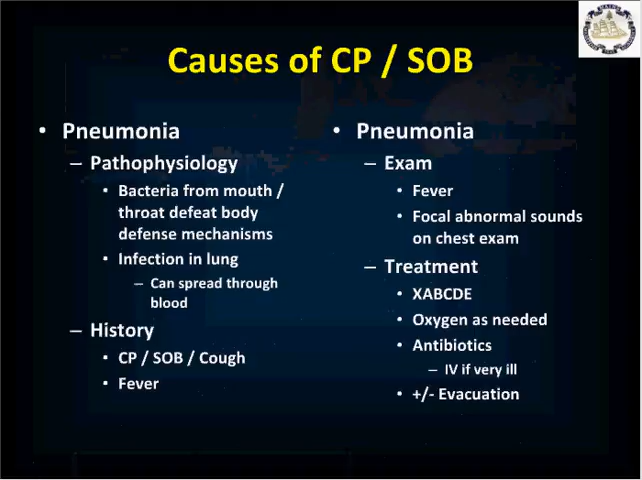 Causes of CP / SOB
• Pneumonia
– Pathophysiology
• Bacteria from mouth /
throat defeat body
defense mechanisms
• Infection in lung
– Can spread through
blood
– History
• CP / SOB / Cough
• Fever
• Pneumonia
– Exam
• Fever
• Focal abnormal sounds
on chest exam
– Treatment
• XABCDE
• Oxygen as needed
• Antibiotics
– IV if very ill
• +/- Evacuation